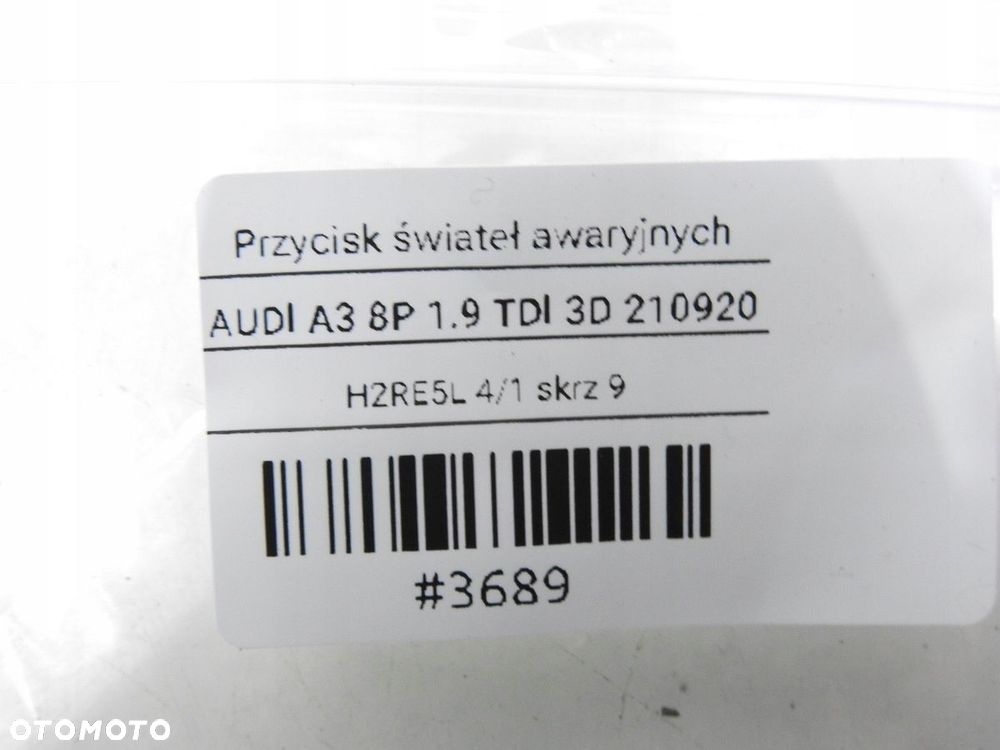 Przycisk świateł awaryjnych
AUDI A3 8P 1.9 TDI 3D 210920
H2RE5L 4/1 skrz 9
#3689
OTOMOTO